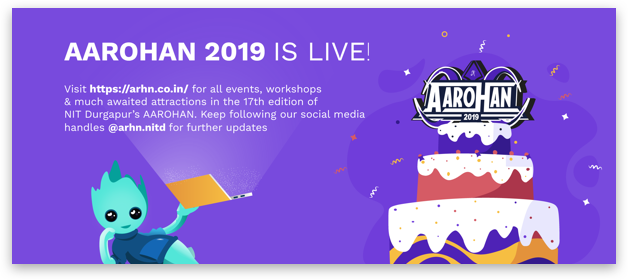 AAROHAN 2019 IS LIVE!
Visit https://arhn.co.in/ for all events, workshops
& much awaited attractions in the 17th edition of
NIT Durgapur's AAROHAN. Keep following our social media
handles @arhn.nitd for further updates
AAROHAN
2019